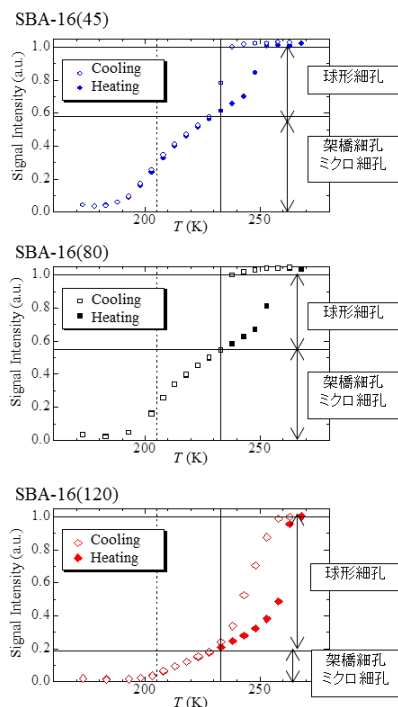 SBA-16(45)
Signal Intensity (a.u.)
1.0
0.8
0.6
0.4
0.2
0.0
Cooling
Heating
球形細孔
架橋細孔
ミクロ細孔
200
250
T (K)
SBA-16(80)
Signal Intensity (a.u.)
1.0
0.8
0.6
0.4
0.2
0.0
Cooling
Heating
球形細孔
架橋細孔
ミクロ細孔
200
250
T (K)
SBA-16(120)
Signal Intensity (a.u.)
1.0
0.8
0.6
0.4
0.2
0.0
Cooling
Heating
球形細孔
架橋細孔
ミクロ細孔
200
250
T (K)